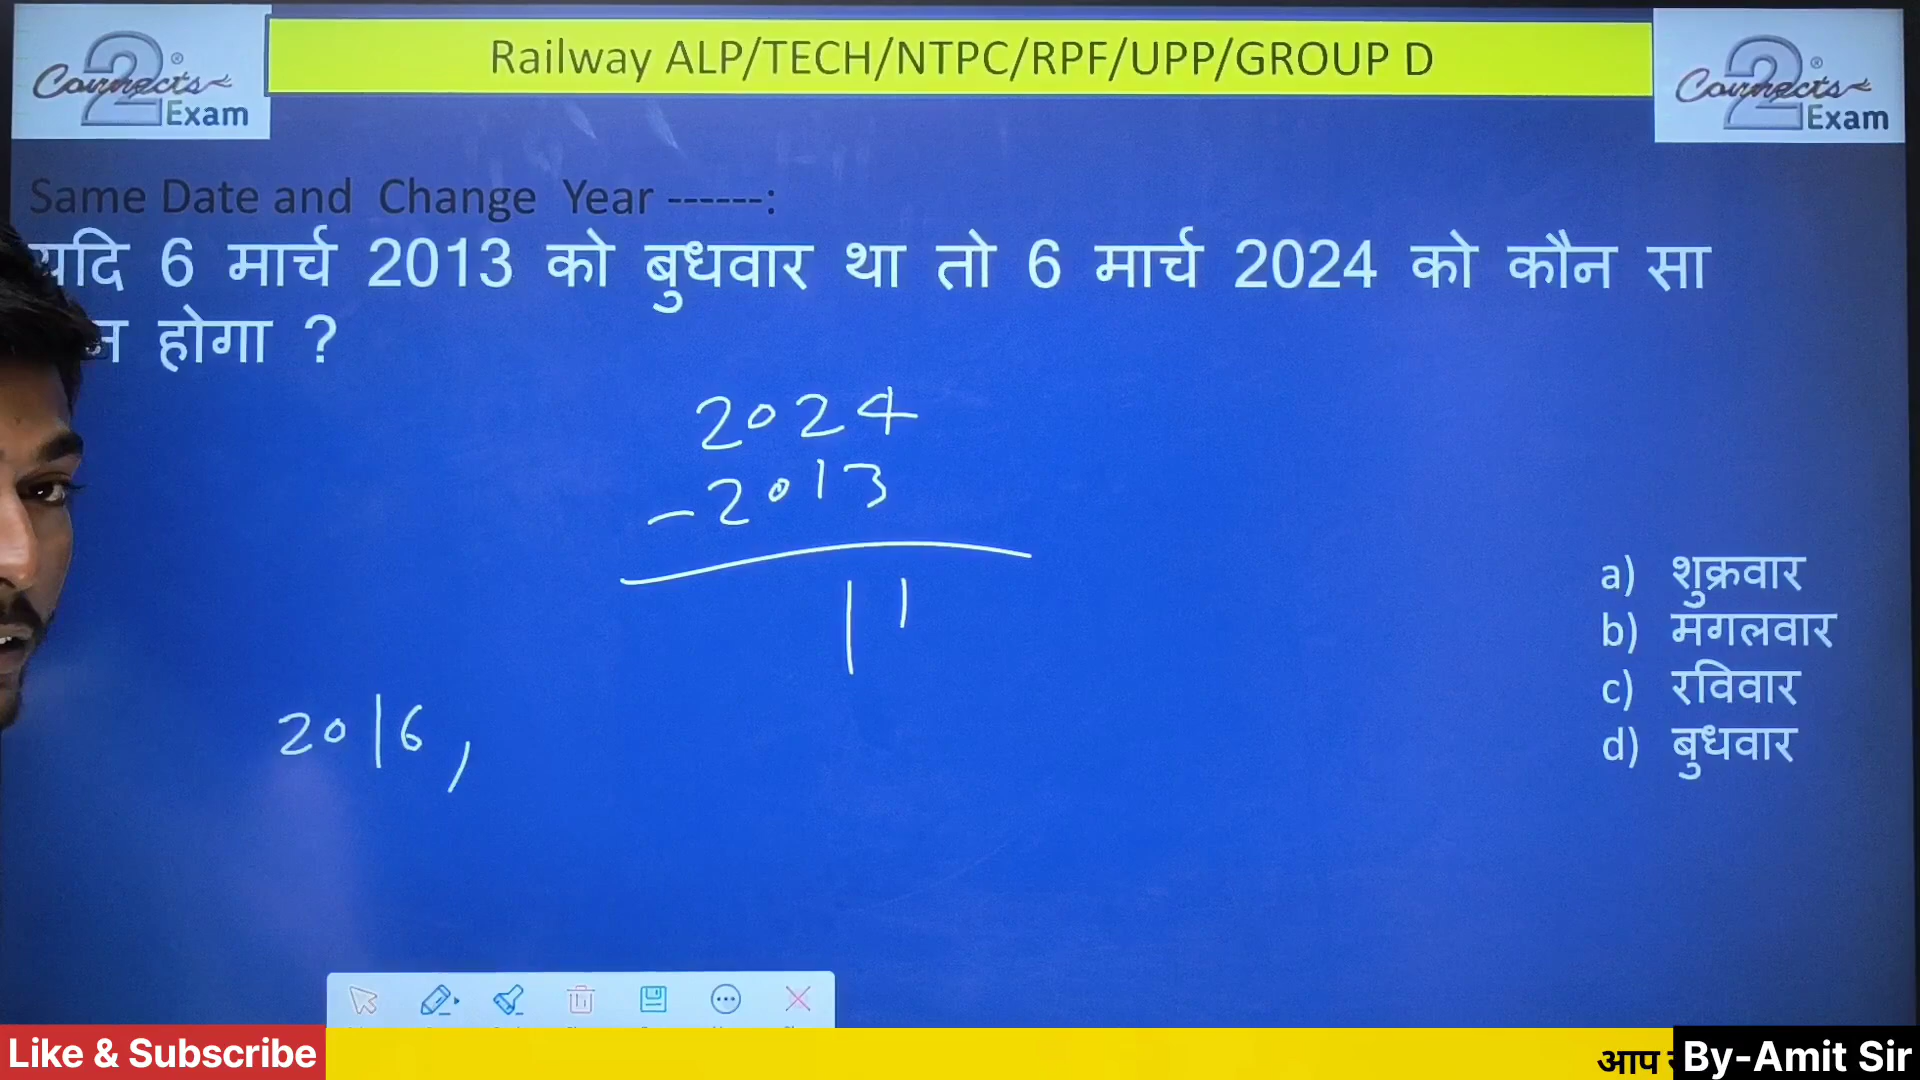 Connects 2 ® Exam
Railway ALP/TECH/NTPC/RPF/UPP/GROUP D
Connects 2 ® Exam
Same Date and Change Year ------:
यदि 6 मार्च 2013 को बुधवार था तो 6 मार्च 2024 को कौन सा
होगा ?
2024
- 2013
11
2016,
a) शुक्रवार
b) मंगलवार
c) रविवार
d) बुधवार
Like & Subscribe
आप
By-Amit Sir